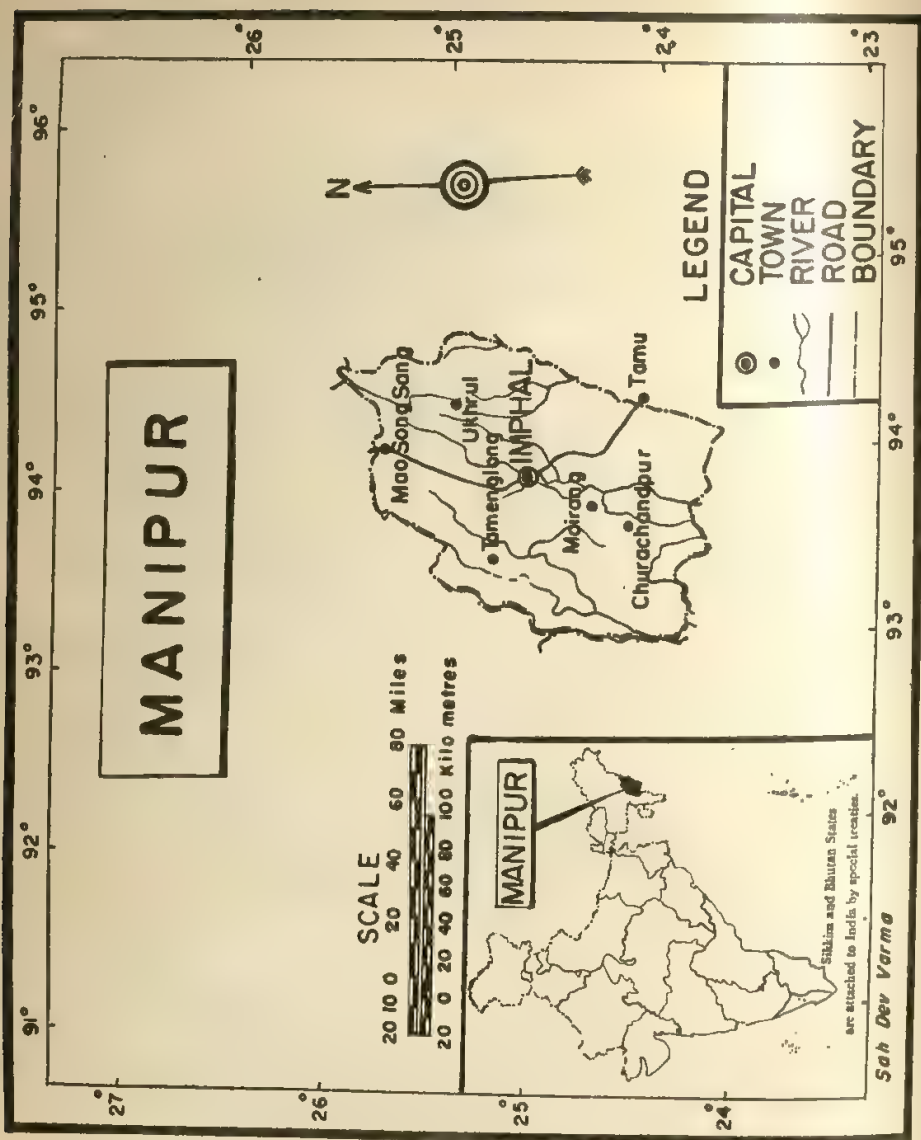 MANIPUR
91° 92° 93° 94° 95° 96°
27° 26° 25° 24°
26° 25° 24° 23°
SCALE
20 10 0 20 40 60 80 Miles
20 0 20 40 60 80 100 Kilo metres
N
Mao Song Sang
Ukhrul
Tamenglong
IMPHAL
Moirang
Churachandpur
Tamu
MANIPUR
Sikkim and Bhutan States
are attached to India by special treaties.
LEGEND
CAPITAL
TOWN
RIVER
ROAD
BOUNDARY
92° 93° 94° 95°
Sah Dev Varma